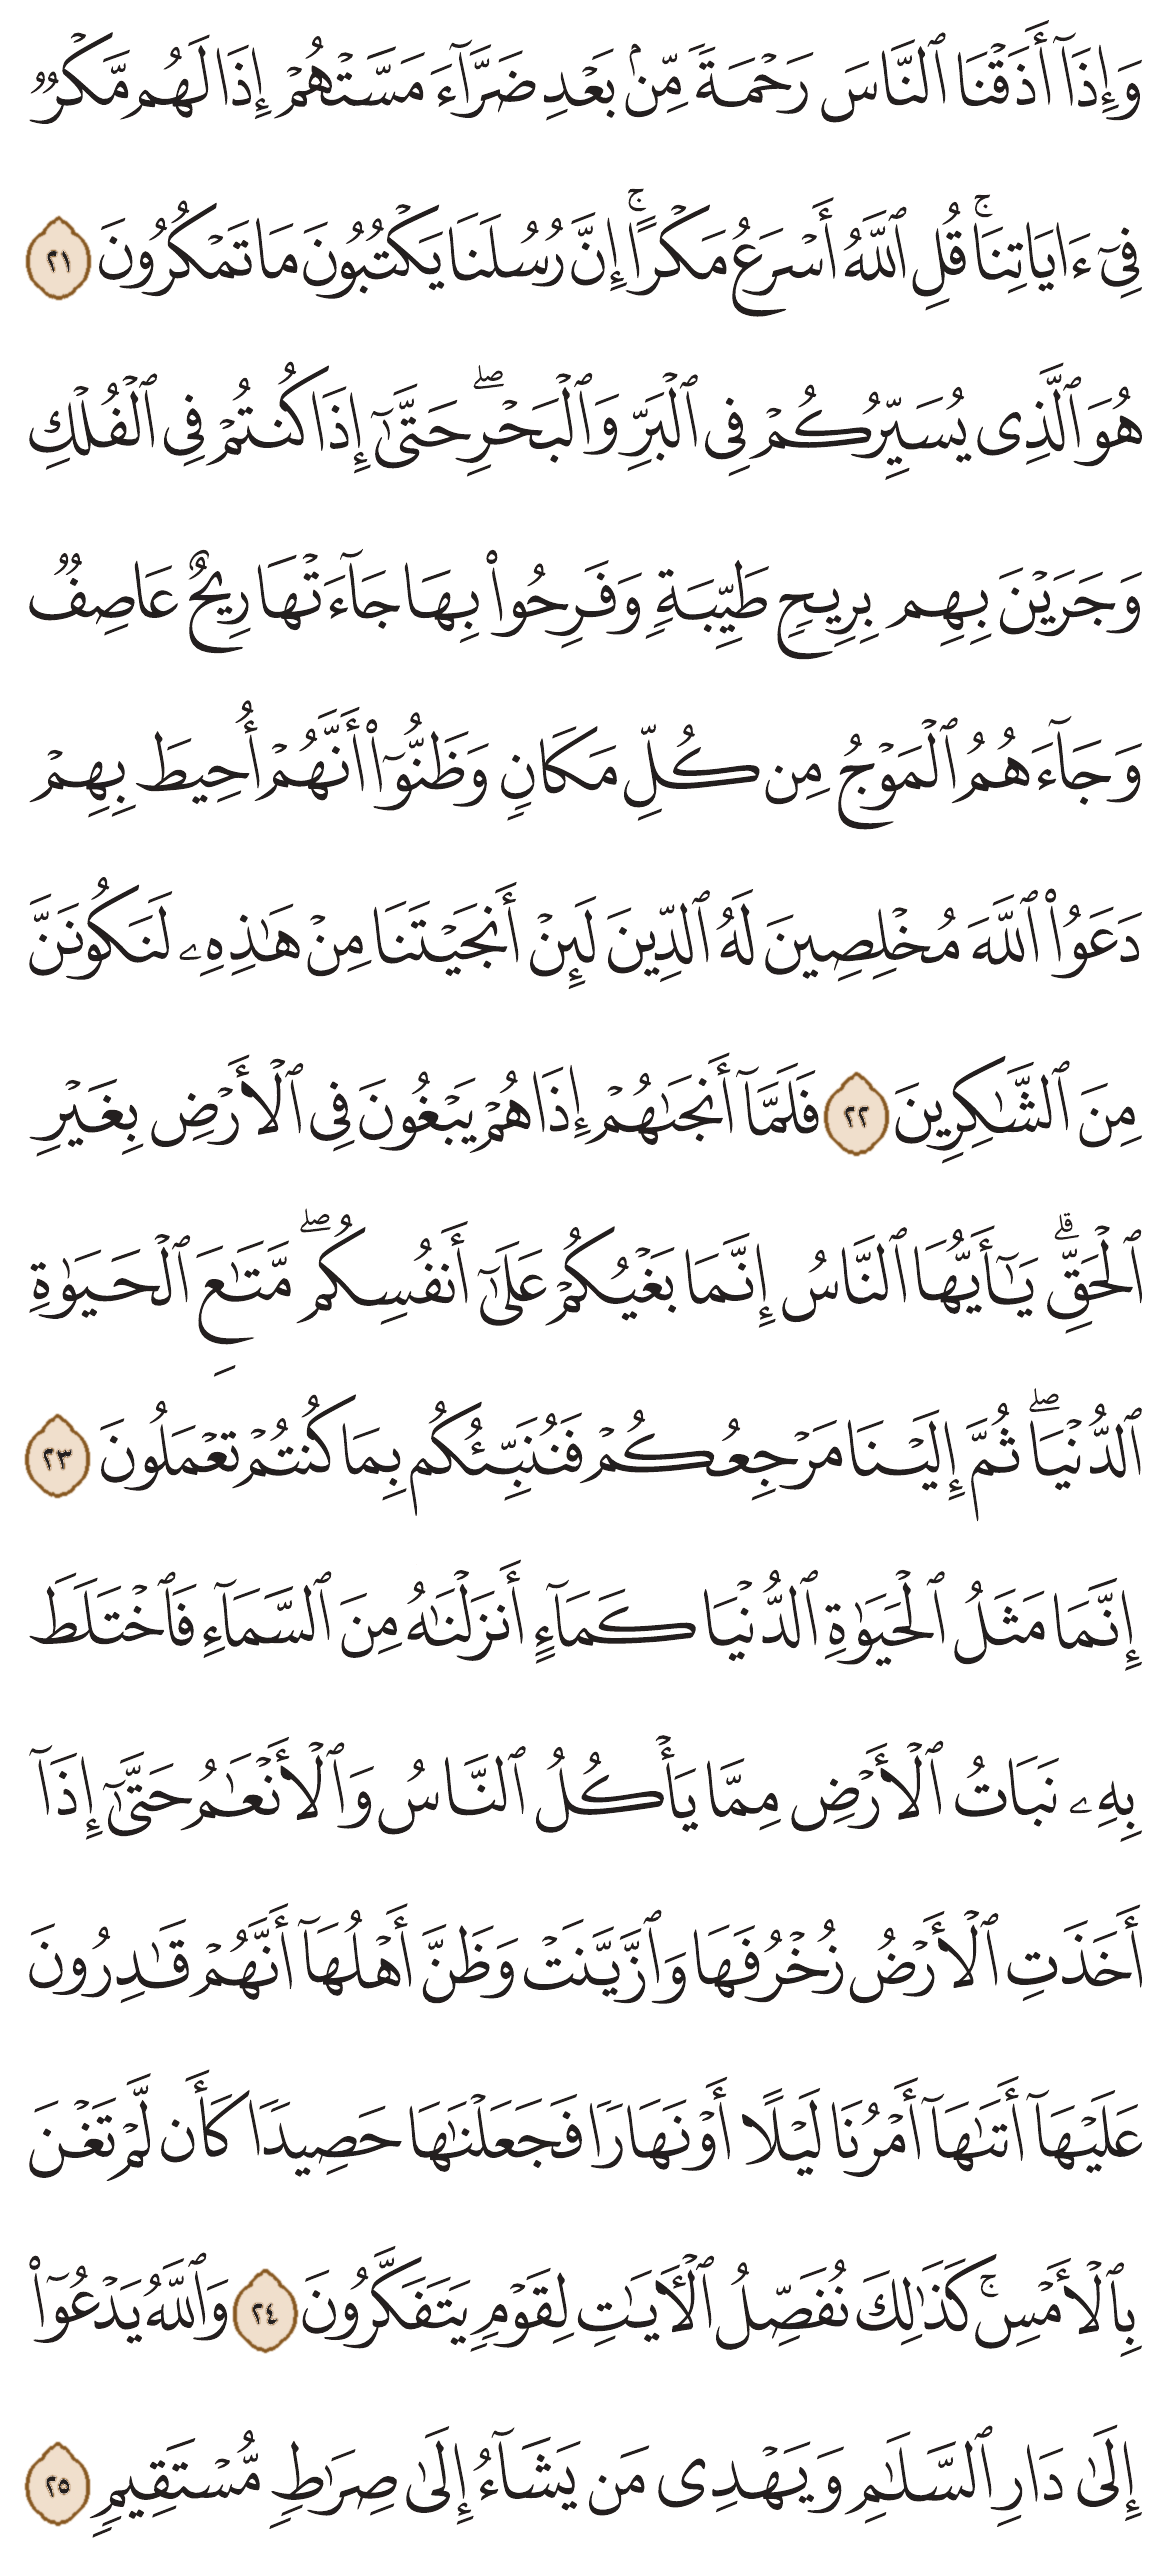 وَإِذَآ أَذَقۡنَا ٱلنَّاسَ رَحۡمَةٗ مِّنۢ بَعۡدِ ضَرَّآءَ مَسَّتۡهُمۡ إِذَا لَهُم مَّكۡرٞ
فِيٓ ءَايَاتِنَاۚ قُلِ ٱللَّهُ أَسۡرَعُ مَكۡرًاۚ إِنَّ رُسُلَنَا يَكۡتُبُونَ مَا تَمۡكُرُونَ ٢١
هُوَ ٱلَّذِي يُسَيِّرُكُمۡ فِي ٱلۡبَرِّ وَٱلۡبَحۡرِۖ حَتَّىٰٓ إِذَا كُنتُمۡ فِي ٱلۡفُلۡكِ
وَجَرَيۡنَ بِهِم بِرِيحٖ طَيِّبَةٖ وَفَرِحُواْ بِهَا جَآءَتۡهَا رِيحٌ عَاصِفٞ
وَجَآءَهُمُ ٱلۡمَوۡجُ مِن كُلِّ مَكَانٖ وَظَنُّوٓاْ أَنَّهُمۡ أُحِيطَ بِهِمۡ
دَعَوُاْ ٱللَّهَ مُخۡلِصِينَ لَهُ ٱلدِّينَ لَئِنۡ أَنجَيۡتَنَا مِنۡ هَٰذِهِۦ لَنَكُونَنَّ
مِنَ ٱلشَّٰكِرِينَ ٢٢ فَلَمَّآ أَنجَىٰهُمۡ إِذَا هُمۡ يَبۡغُونَ فِي ٱلۡأَرۡضِ بِغَيۡرِ
ٱلۡحَقِّۗ يَٰٓأَيُّهَا ٱلنَّاسُ إِنَّمَا بَغۡيُكُمۡ عَلَىٰٓ أَنفُسِكُمۖ مَّتَٰعَ ٱلۡحَيَوٰةِ
ٱلدُّنۡيَاۖ ثُمَّ إِلَيۡنَا مَرۡجِعُكُمۡ فَنُنَبِّئُكُم بِمَا كُنتُمۡ تَعۡمَلُونَ ٢٣
إِنَّمَا مَثَلُ ٱلۡحَيَوٰةِ ٱلدُّنۡيَا كَمَآءٍ أَنزَلۡنَٰهُ مِنَ ٱلسَّمَآءِ فَٱخۡتَلَطَ
بِهِۦ نَبَاتُ ٱلۡأَرۡضِ مِمَّا يَأۡكُلُ ٱلنَّاسُ وَٱلۡأَنۡعَٰمُ حَتَّىٰٓ إِذَآ
أَخَذَتِ ٱلۡأَرۡضُ زُخۡرُفَهَا وَٱزَّيَّنَتۡ وَظَنَّ أَهۡلُهَآ أَنَّهُمۡ قَٰدِرُونَ
عَلَيۡهَآ أَتَىٰهَآ أَمۡرُنَا لَيۡلًا أَوۡ نَهَارٗا فَجَعَلۡنَٰهَا حَصِيدٗا كَأَن لَّمۡ تَغۡنَ
بِٱلۡأَمۡسِۚ كَذَٰلِكَ نُفَصِّلُ ٱلۡأٓيَٰتِ لِقَوۡمٖ يَتَفَكَّرُونَ ٢٤ وَٱللَّهُ يَدۡعُوٓاْ
إِلَىٰ دَارِ ٱلسَّلَٰمِ وَيَهۡدِي مَن يَشَآءُ إِلَىٰ صِرَٰطٖ مُّسۡتَقِيمٖ ٢٥